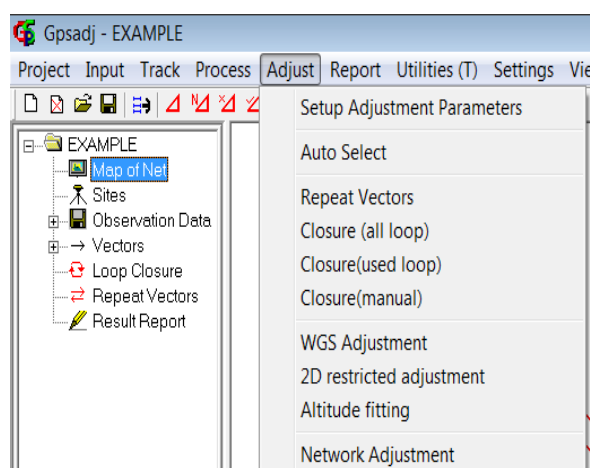 Gpsadj - EXAMPLE
Project Input Track Process Adjust Report Utilities (T) Settings Vie
EXAMPLE
Map of Net
Sites
Observation Data
Vectors
Loop Closure
Repeat Vectors
Result Report
Setup Adjustment Parameters
Auto Select
Repeat Vectors
Closure (all loop)
Closure(used loop)
Closure(manual)
WGS Adjustment
2D restricted adjustment
Altitude fitting
Network Adjustment